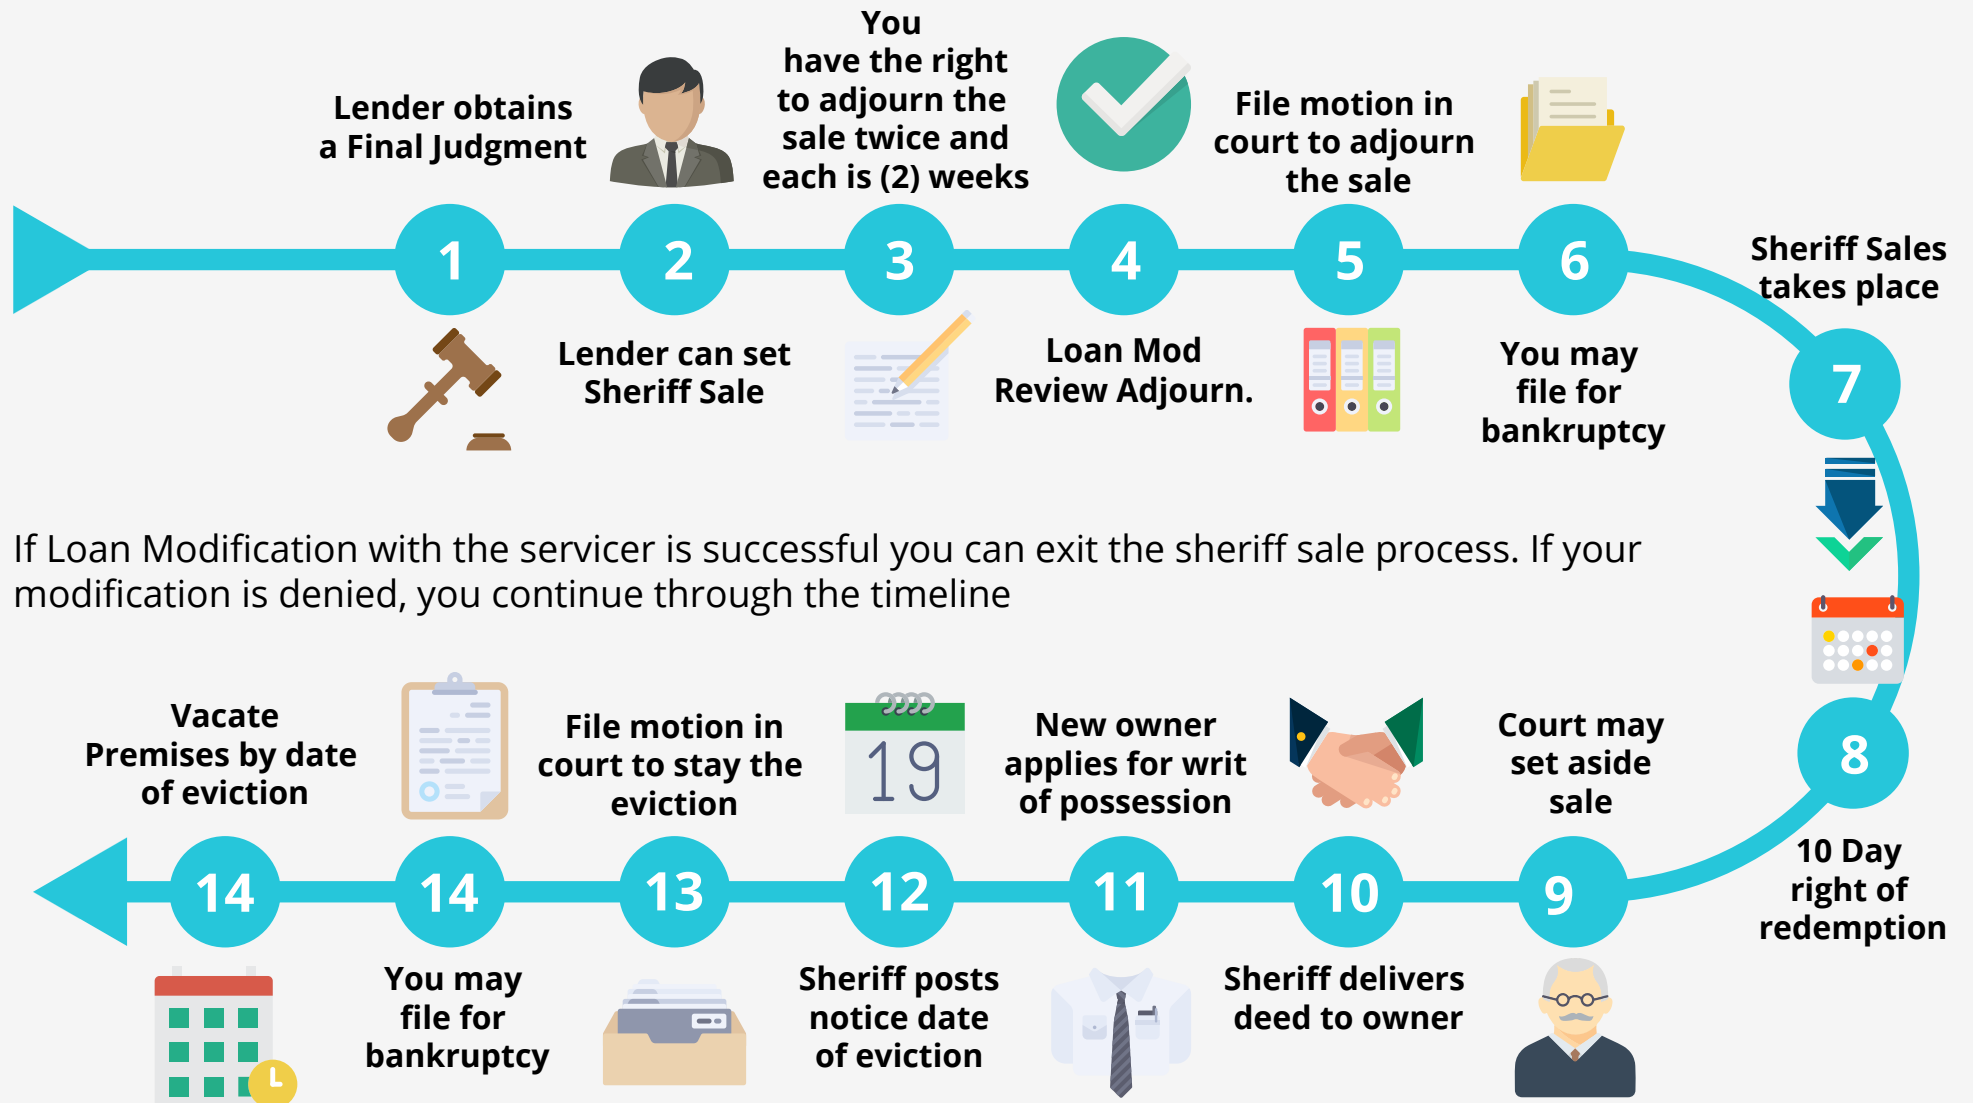 Lender obtains
a Final Judgment
You
have the right
to adjourn the
sale twice and
each is (2) weeks
File motion in
court to adjourn
the sale
1
2
3
4
5
6
Lender can set
Sheriff Sale
Loan Mod
Review Adjourn.
You may
file for
bankruptcy
Sheriff Sales
takes place
7
If Loan Modification with the servicer is successful you can exit the sheriff sale process. If your
modification is denied, you continue through the timeline
8
10 Day
right of
redemption
Court may
set aside
sale
9
10
Sheriff delivers
deed to owner
New owner
applies for writ
of possession
11
19
12
Sheriff posts
notice date
of eviction
File motion in
court to stay the
eviction
13
14
You may
file for
bankruptcy
Vacate
Premises by date
of eviction
14